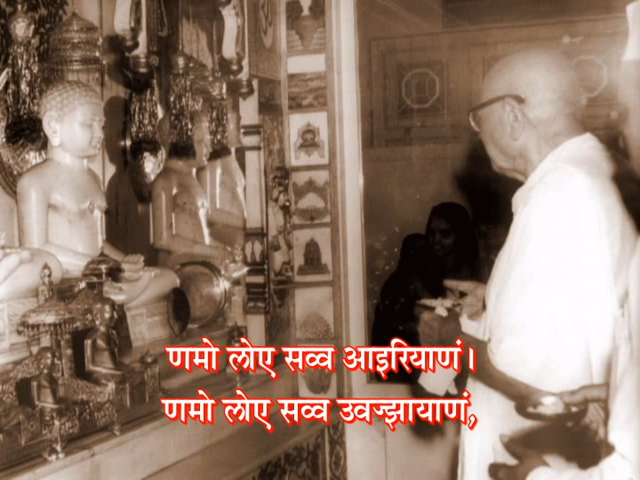 णमो लोए सव्व आइरियाणं।
णमो लोए सव्व उवज्झायाणं,